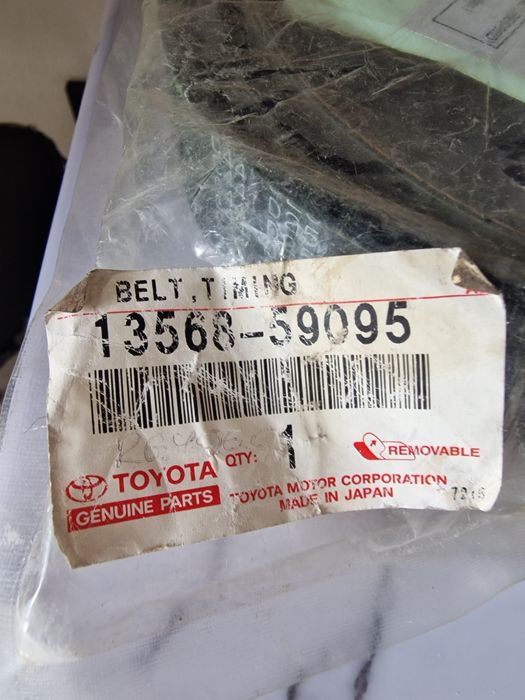 BELT,TIMING
13568-59095
QTY: 1
REMOVABLE
TOYOTA
GENUINE PARTS
TOYOTA MOTOR CORPORATION
MADE IN JAPAN